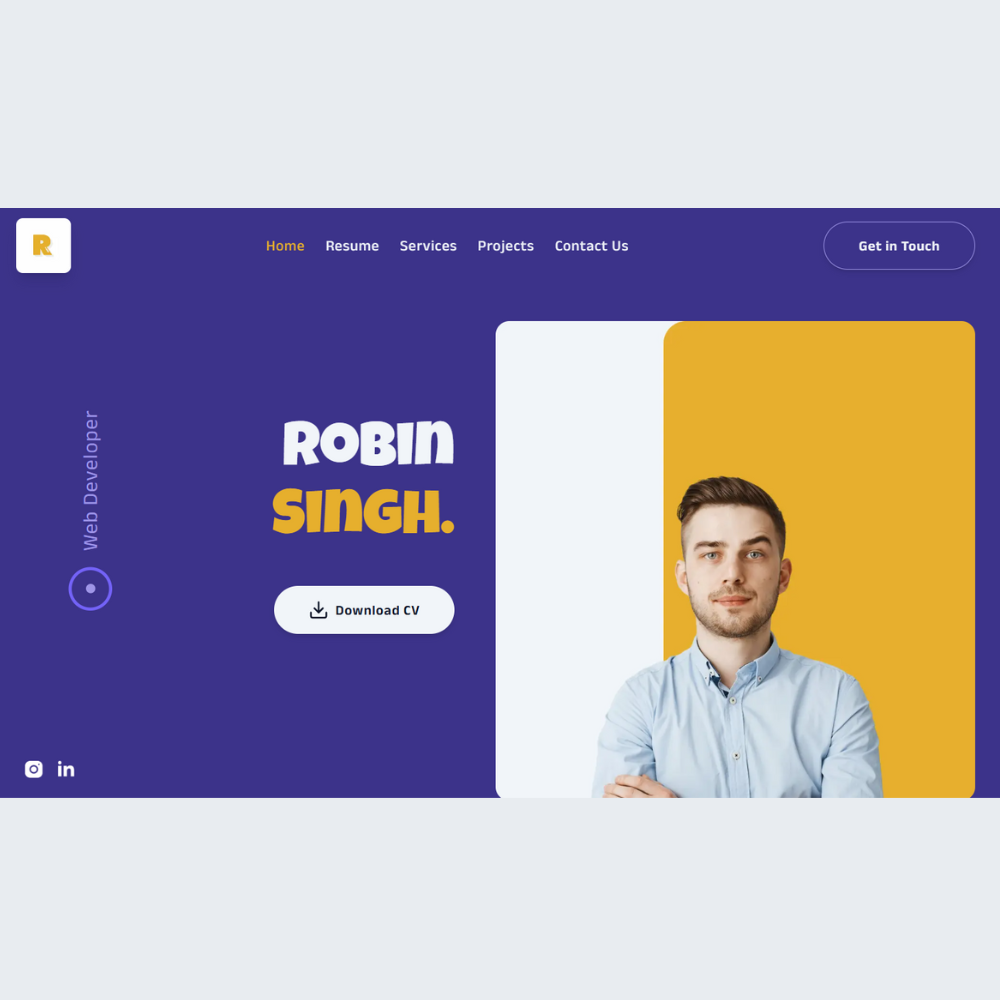 R
Home Resume Services Projects Contact Us
Get in Touch
Web Developer
ROBIN
SINGH.
Download CV
in